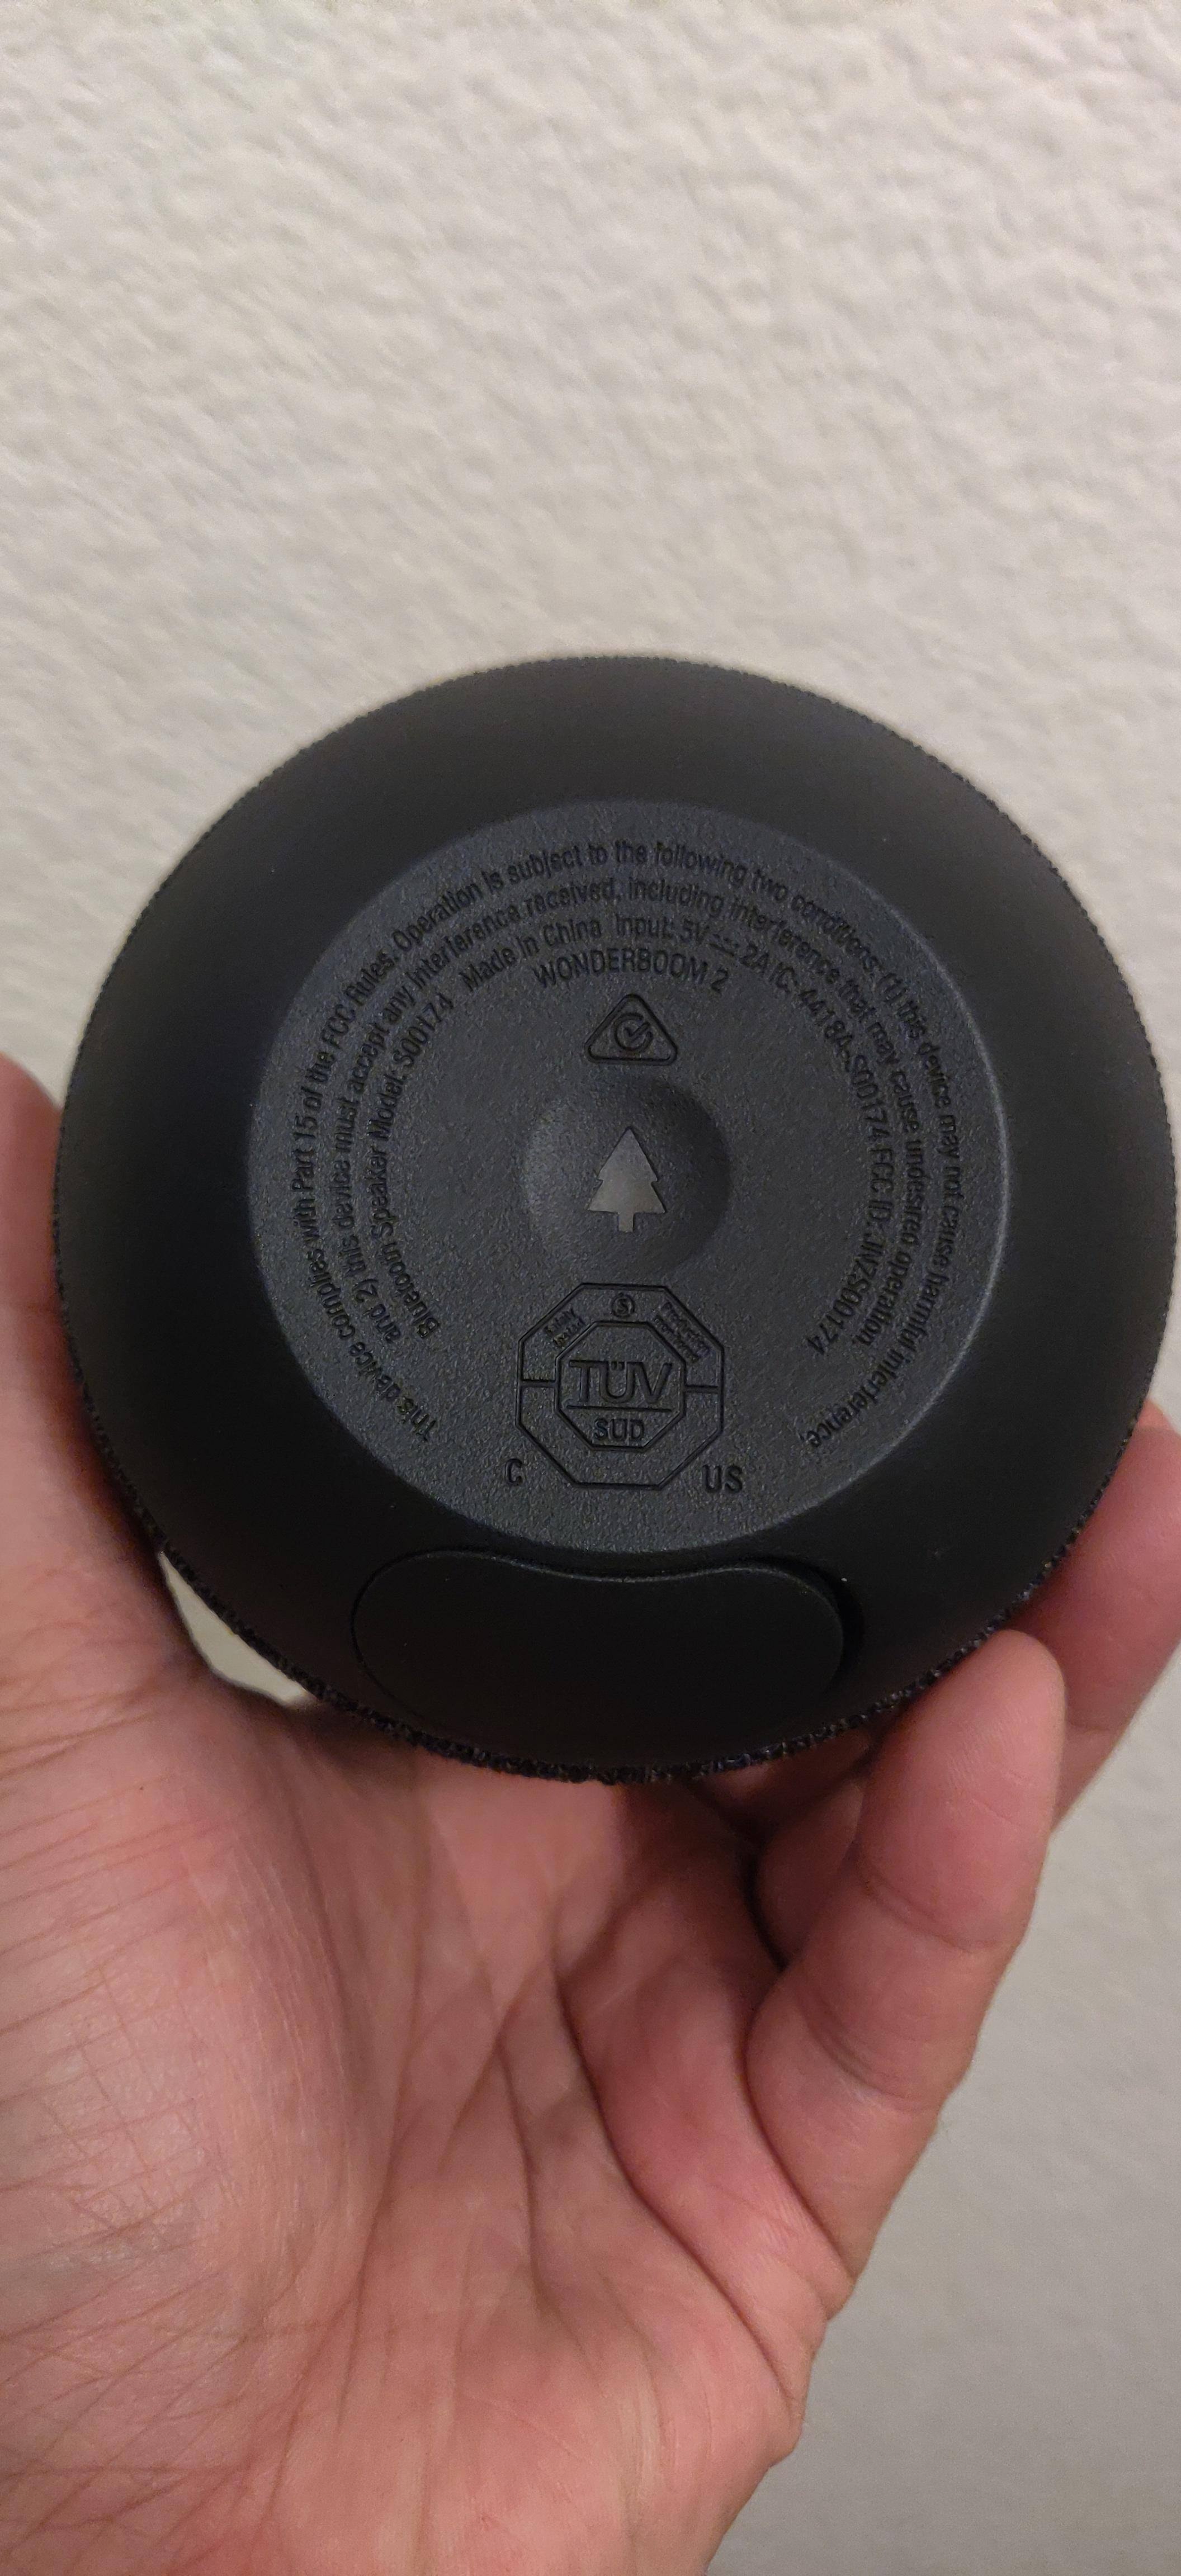 This device complies with Part 15 of the FCC Rules. Operation is subject to the following two conditions: (1) this device may not cause harmful interference,
and 2) this device must accept any interference received, including interference that may cause undesired operation.
Bluetooth Speaker Model: S00174 Made in China Input: 5V⎓2A IC: 4418A-S00174 FCC ID: JNZS00174
WONDERBOOM 2
S
TÜV
SÜD
C US